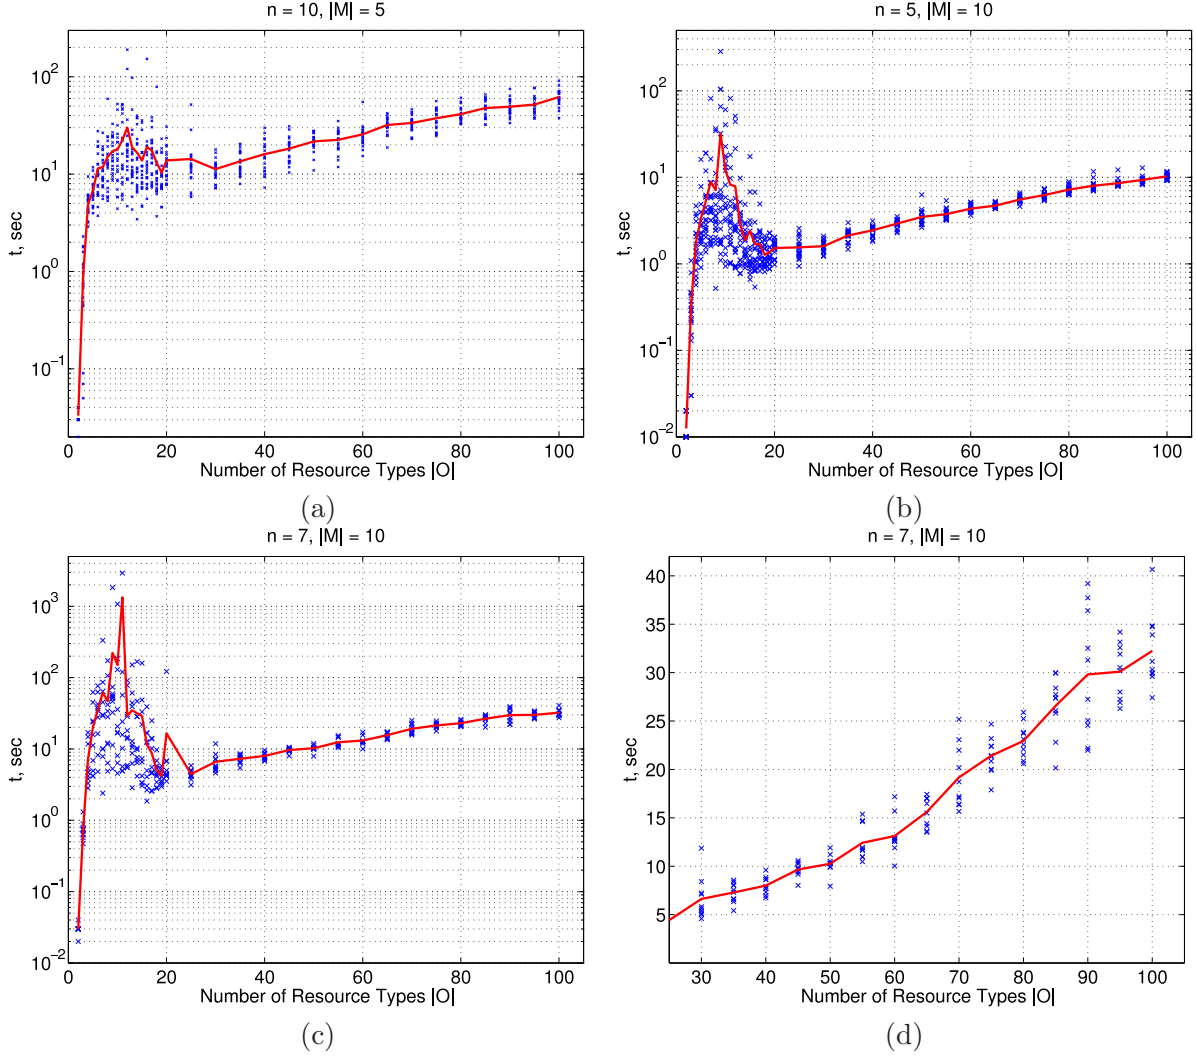 n = 10, |M| = 5
10^2
10^1
10^0
10^-1
t, sec
0 20 40 60 80 100
Number of Resource Types |O|
(a)
n = 5, |M| = 10
10^2
10^1
10^0
10^-1
10^-2
t, sec
0 20 40 60 80 100
Number of Resource Types |O|
(b)
n = 7, |M| = 10
10^3
10^2
10^1
10^0
10^-1
10^-2
t, sec
0 20 40 60 80 100
Number of Resource Types |O|
(c)
n = 7, |M| = 10
40
35
30
25
20
15
10
5
t, sec
30 40 50 60 70 80 90 100
Number of Resource Types |O|
(d)